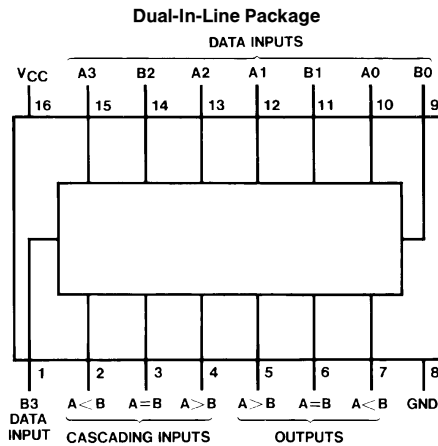 Dual-In-Line Package
DATA INPUTS
VCC A3 B2 A2 A1 B1 A0 B0
16 15 14 13 12 11 10 9
1 2 3 4 5 6 7 8
B3 A<B A=B A>B A>B A=B A<B GND
DATA
INPUT CASCADING INPUTS OUTPUTS